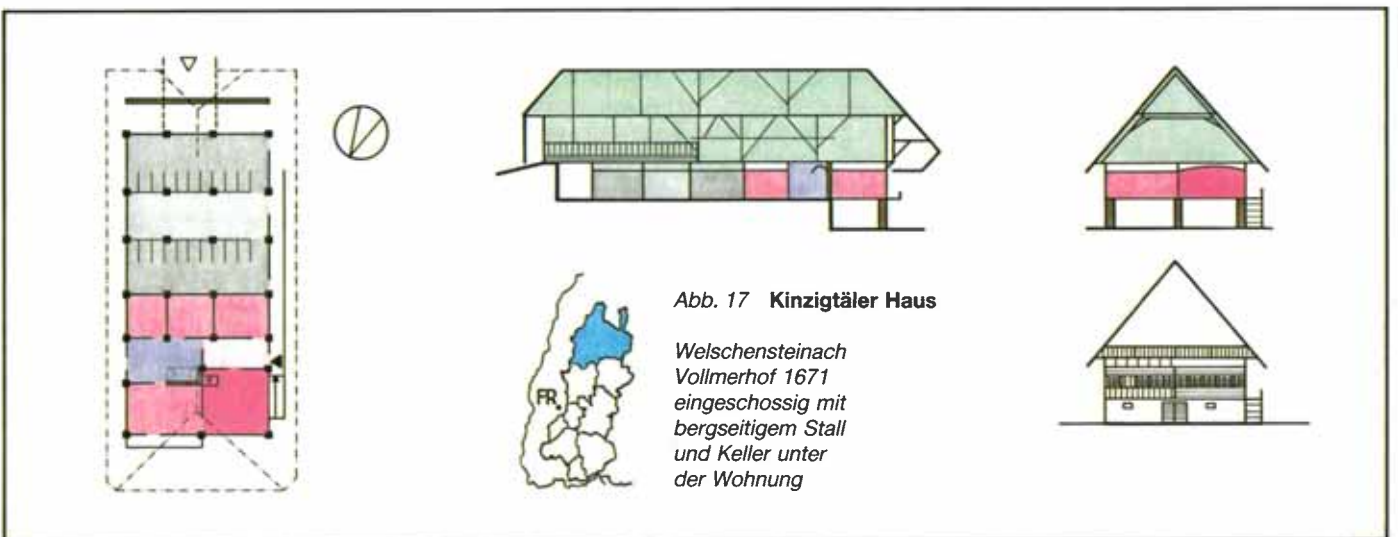 Abb. 17 Kinzigtäler Haus
Welschensteinach
Vollmerhof 1671
eingeschossig mit
bergseitigem Stall
und Keller unter
der Wohnung
FR.